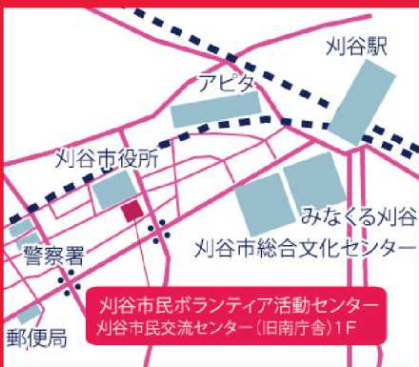 刈谷駅
アピタ
刈谷市役所
みなくる刈谷
刈谷市総合文化センター
警察署
刈谷市民ボランティア活動センター
刈谷市民交流センター(旧南庁舎)1F
郵便局